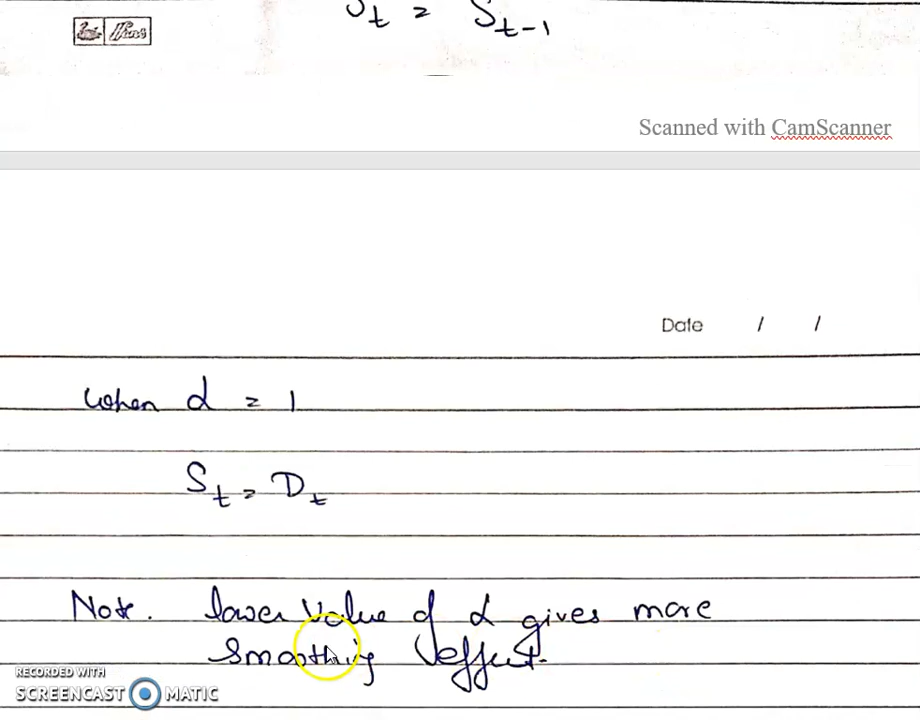 St = St-1
Scanned with CamScanner
Date / /
when α = 1
St = Dt
Note. lower value of α gives more
smoothing effect.
RECORDED WITH
SCREENCAST MATIC